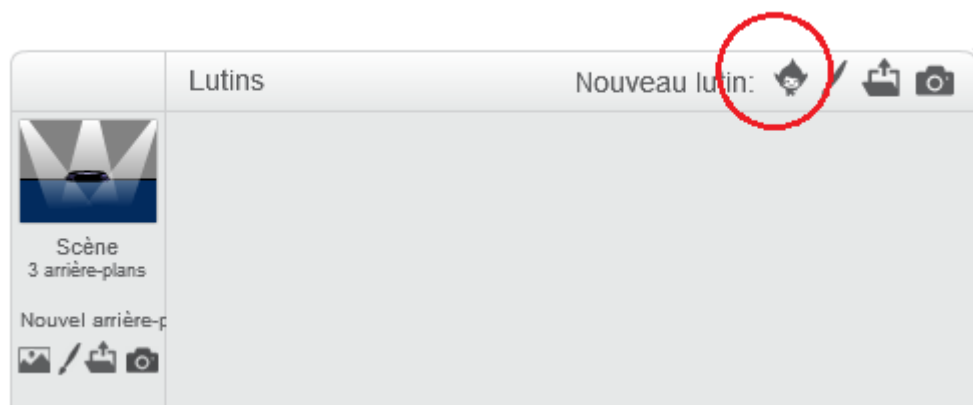 Lutins
Nouveau lutin:
Scène
3 arrière-plans
Nouvel arrière-p